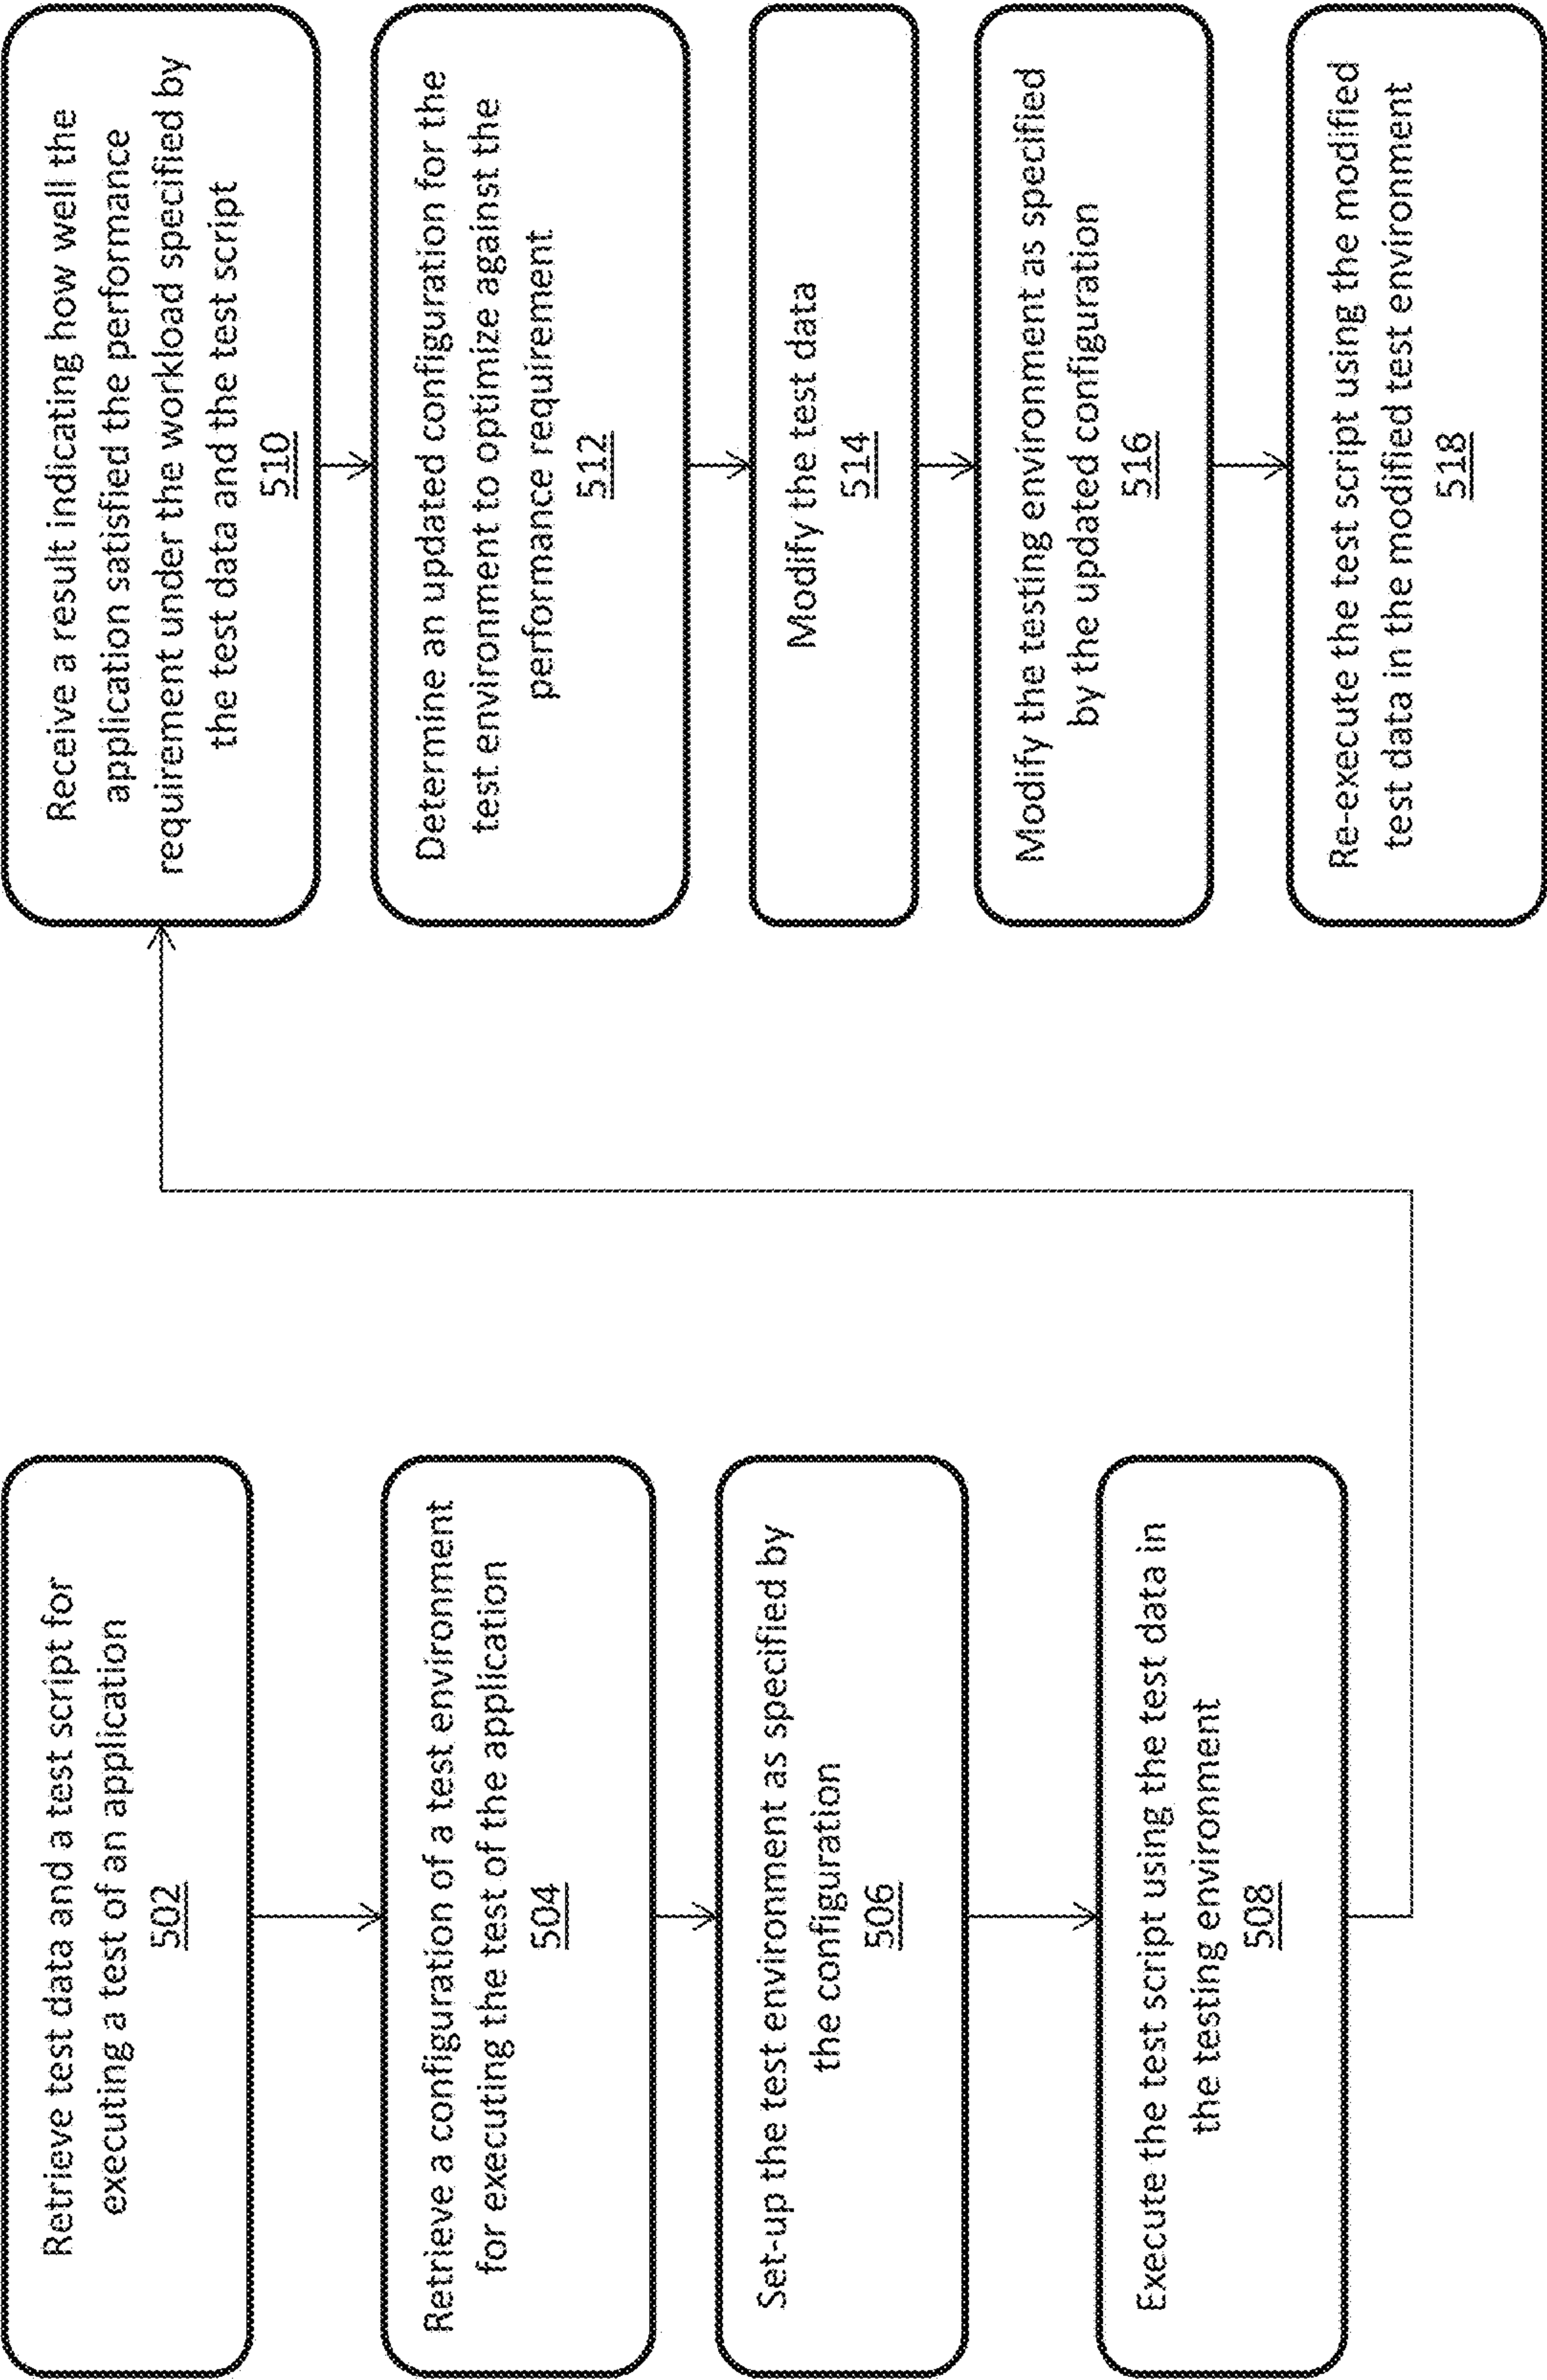 Retrieve test data and a test script for
executing a test of an application
502
Retrieve a configuration of a test environment
for executing the test of the application
504
Set-up the test environment as specified by
the configuration
506
Execute the test script using the test data in
the testing environment
508
Receive a result indicating how well the
application satisfied the performance
requirement under the workload specified by
the test data and the test script
510
Determine an updated configuration for the
test environment to optimize against the
performance requirement
512
Modify the test data
514
Modify the testing environment as specified
by the updated configuration
516
Re-execute the test script using the modified
test data in the modified test environment
518